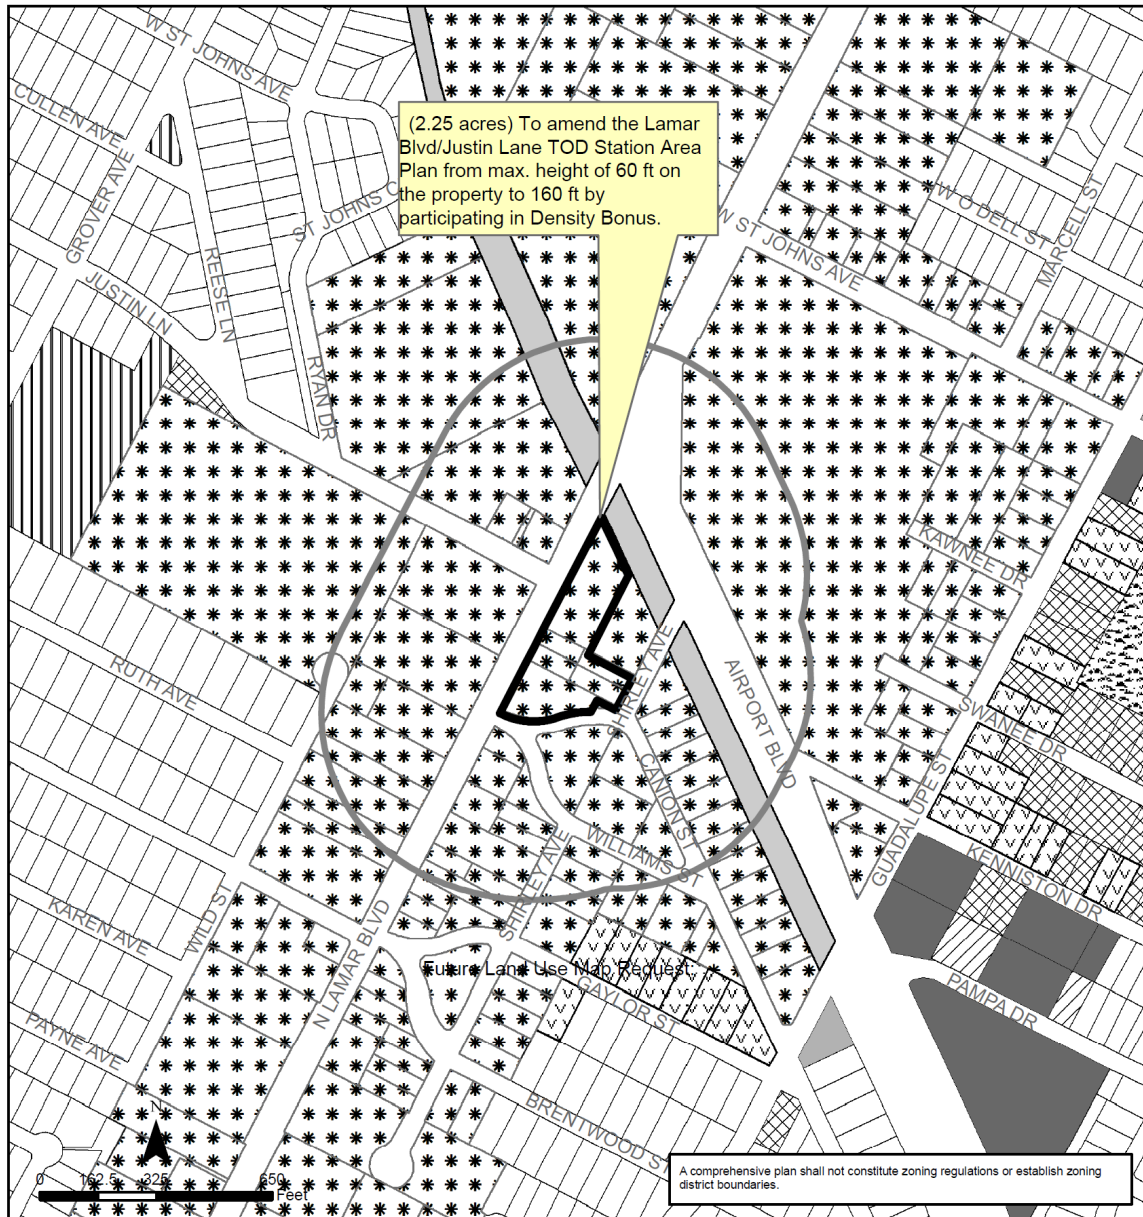 W ST JOHNS AVE
CULLEN AVE
GROVER AVE
(2.25 acres) To amend the Lamar
Blvd/Justin Lane TOD Station Area
Plan from max. height of 60 ft on
the property to 160 ft by
participating in Density Bonus.
ST JOHNS C
REESE LN
JUSTIN LN
RYAN DR
W ST JOHNS AVE
W O DELL ST
MARCELL ST
KAWNEE DR
RUTH AVE
SHIRLEY AVE
AIRPORT BLVD
SWANEE DR
CANION ST
GUADALUPE ST
WILLIAMS ST
KENNISTON DR
SHIRLEY AVE
KAREN AVE
WILD ST
N LAMAR BLVD
Future Land Use Map Request:
GAYLOR ST
PAMPA DR
PAYNE AVE
BRENTWOOD ST
N
0 162.5 325 650
Feet
A comprehensive plan shall not constitute zoning regulations or establish zoning
district boundaries.